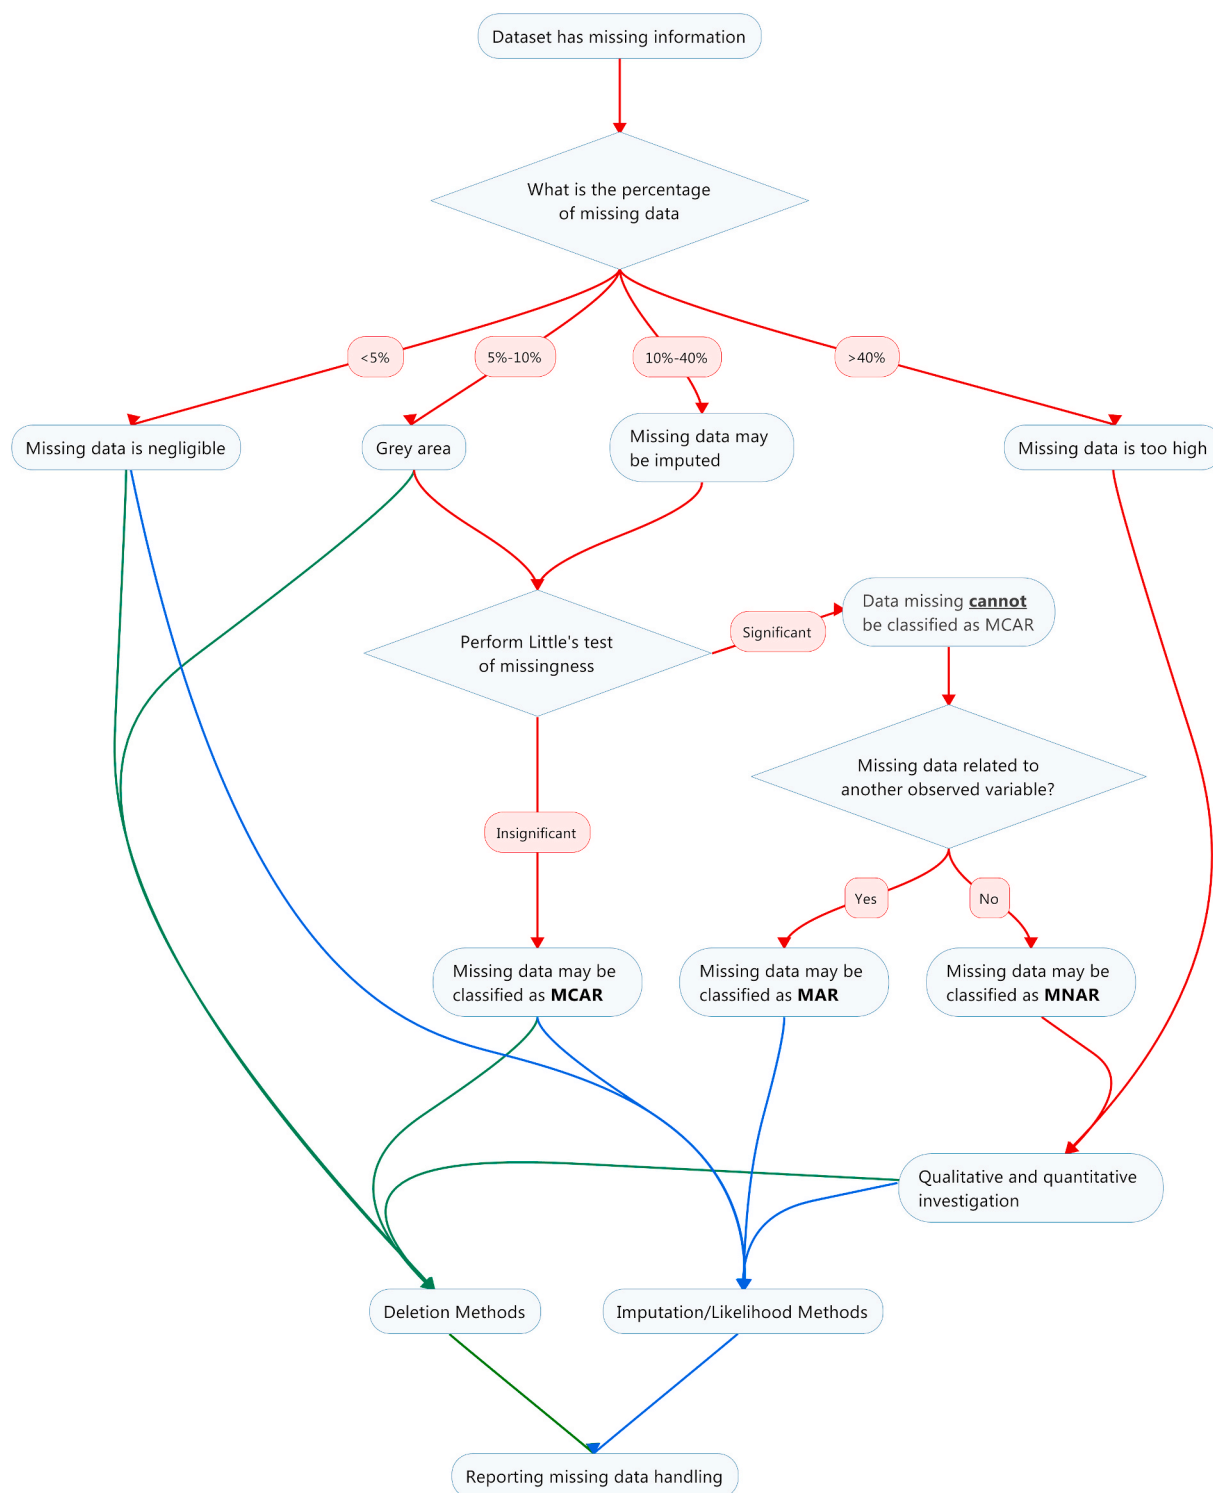 Dataset has missing information
What is the percentage
of missing data
<5%
5%-10%
10%-40%
>40%
Missing data is negligible
Grey area
Missing data may
be imputed
Missing data is too high
Perform Little's test
of missingness
Significant
Data missing cannot
be classified as MCAR
Missing data related to
another observed variable?
Insignificant
Yes
No
Missing data may be
classified as MCAR
Missing data may be
classified as MAR
Missing data may be
classified as MNAR
Qualitative and quantitative
investigation
Deletion Methods
Imputation/Likelihood Methods
Reporting missing data handling